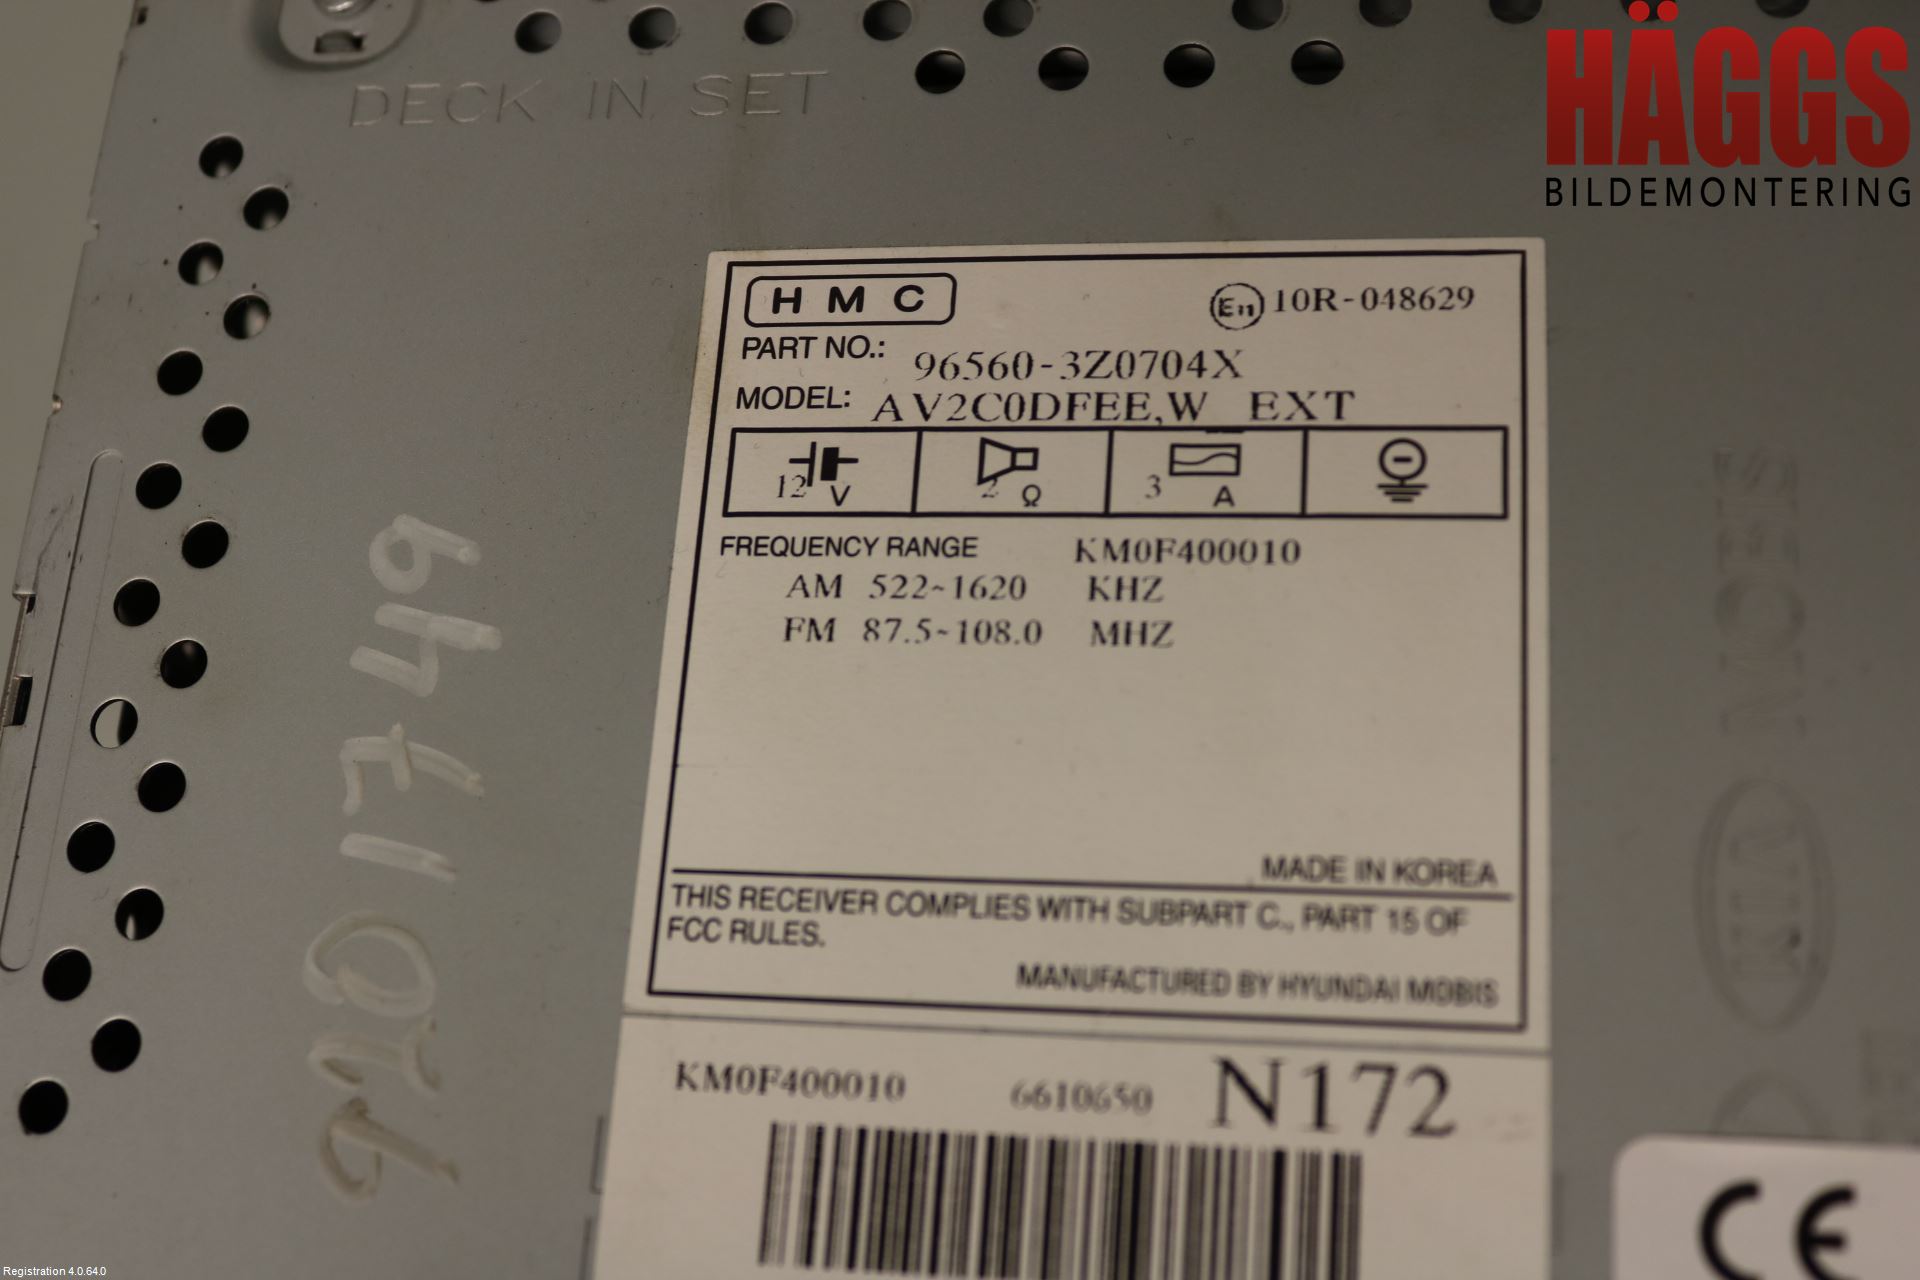 HÄGGS
BILDEMONTERING
DECK IN SET
HMC
E11 10R-048629
PART NO.: 96560-3Z0704X
MODEL: AV2C0DFEE,W EXT
12 V 2 Ω 3 A
FREQUENCY RANGE KM0F400010
AM 522~1620 KHZ
FM 87.5~108.0 MHZ
MADE IN KOREA
THIS RECEIVER COMPLIES WITH SUBPART C., PART 15 OF
FCC RULES.
MANUFACTURED BY HYUNDAI MOBIS
KM0F400010 6610650 N172
CE
9201749
NOEIS
KIA
Registration 4.0.64.0